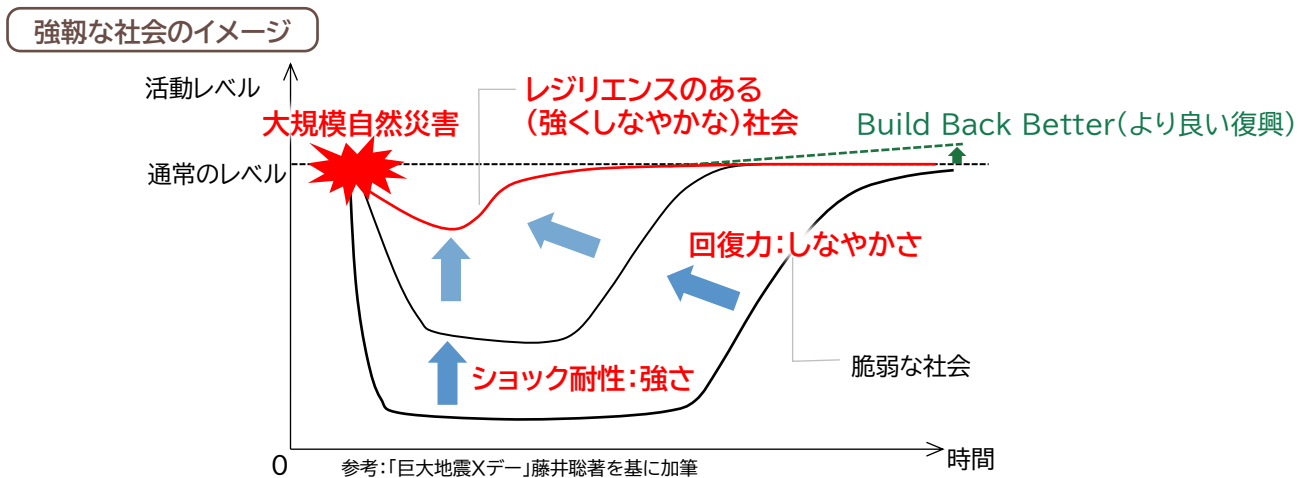 強靱な社会のイメージ
活動レベル
大規模自然災害
レジリエンスのある
（強くしなやかな）社会
Build Back Better（より良い復興）
通常のレベル
回復力：しなやかさ
ショック耐性：強さ
脆弱な社会
0
時間
参考：「巨大地震Xデー」藤井聡著を基に加筆